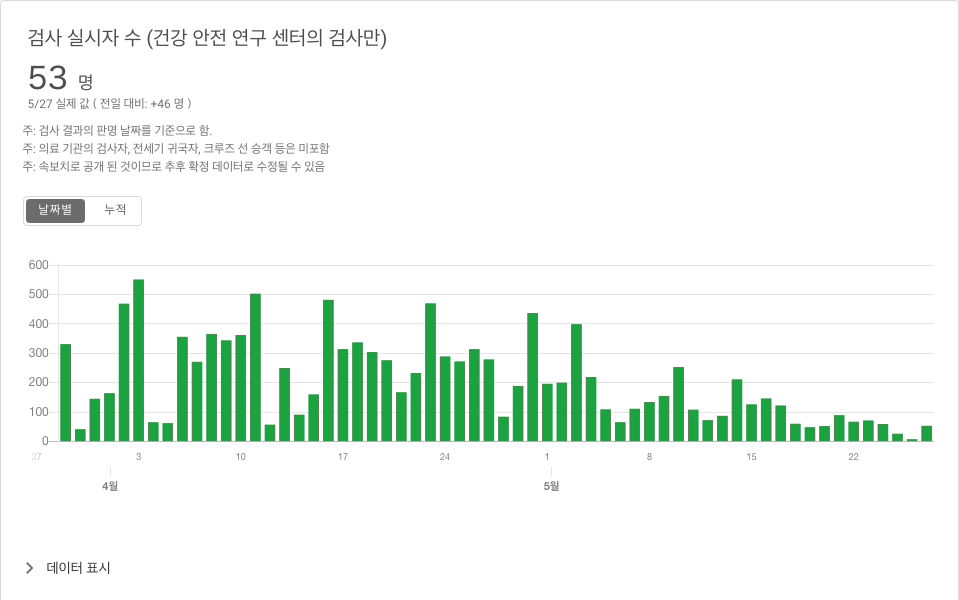 검사 실시자 수 (건강 안전 연구 센터의 검사만)
53 명
5/27 실제 값 ( 전일 대비: +46 명 )
주: 검사 결과의 판명 날짜를 기준으로 함.
주: 의료 기관의 검사자, 전세기 귀국자, 크루즈 선 승객 등은 미포함
주: 속보치로 공개 된 것이므로 추후 확정 데이터로 수정될 수 있음
날짜별 누적
600
500
400
300
200
100
0
27 3 10 17 24 1 8 15 22
4월 5월
데이터 표시